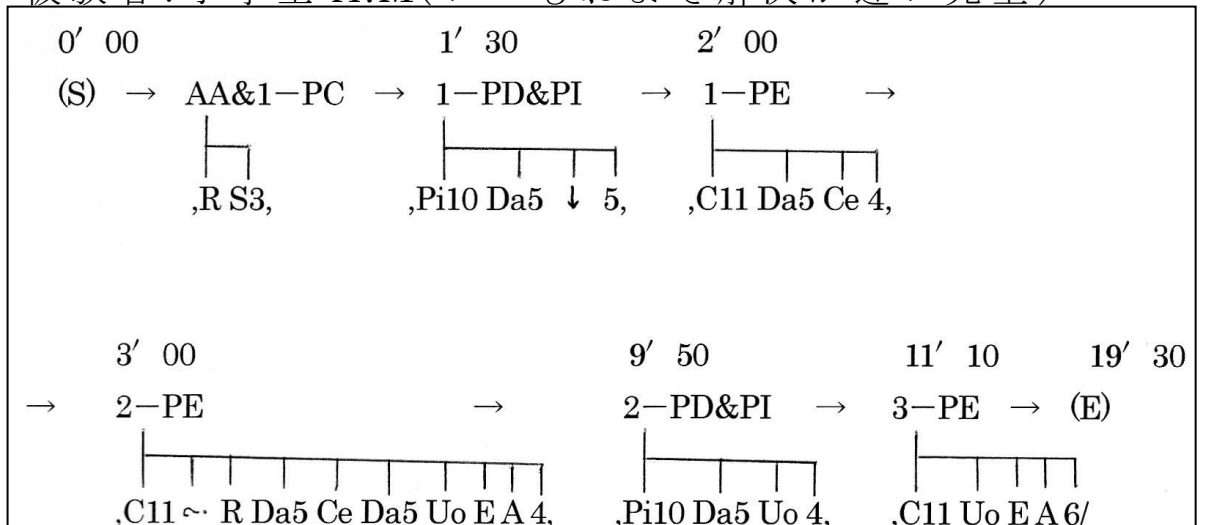 0′ 00 1′ 30 2′ 00
(S) → AA&1−PC → 1−PD&PI → 1−PE →
,R S3, ,Pi10 Da5 ↓ 5, ,C11 Da5 Ce 4,
3′ 00 9′ 50 11′ 10 19′ 30
→ 2−PE → 2−PD&PI → 3−PE → (E)
,C11 〜· R Da5 Ce Da5 Uo E A 4, ,Pi10 Da5 Uo 4, ,C11 Uo E A 6/